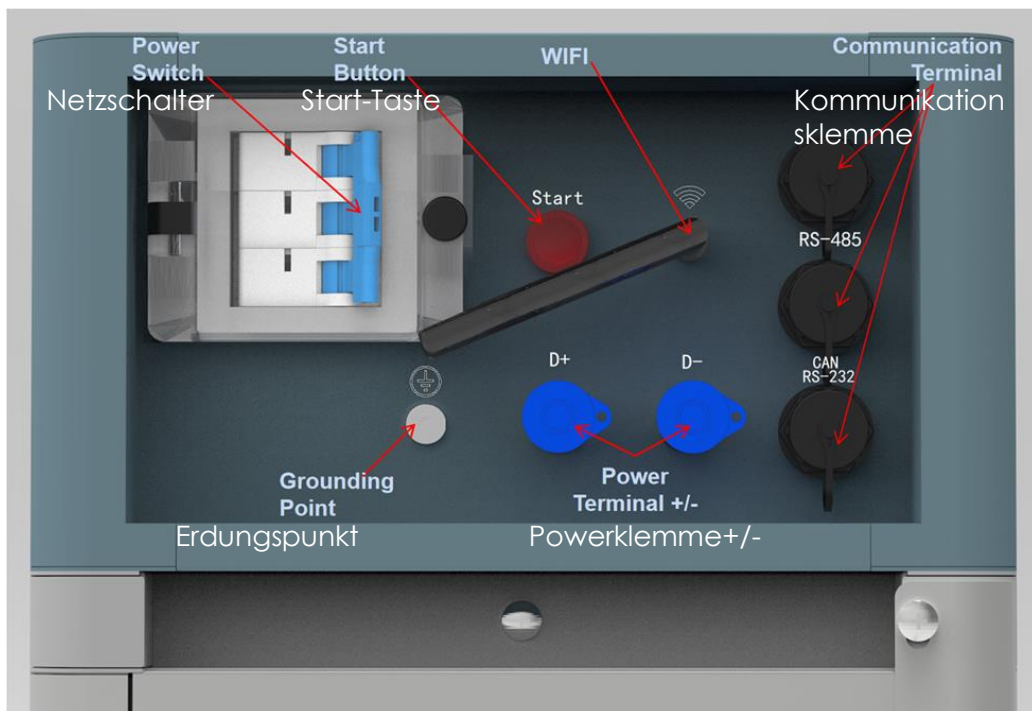 Power
Switch
Netzschalter
Start
Button
Start-Taste
WIFI
Communication
Terminal
Kommunikation
sklemme
Start
RS-485
D+
D-
CAN
RS-232
Grounding
Point
Erdungspunkt
Power
Terminal +/-
Powerklemme+/-